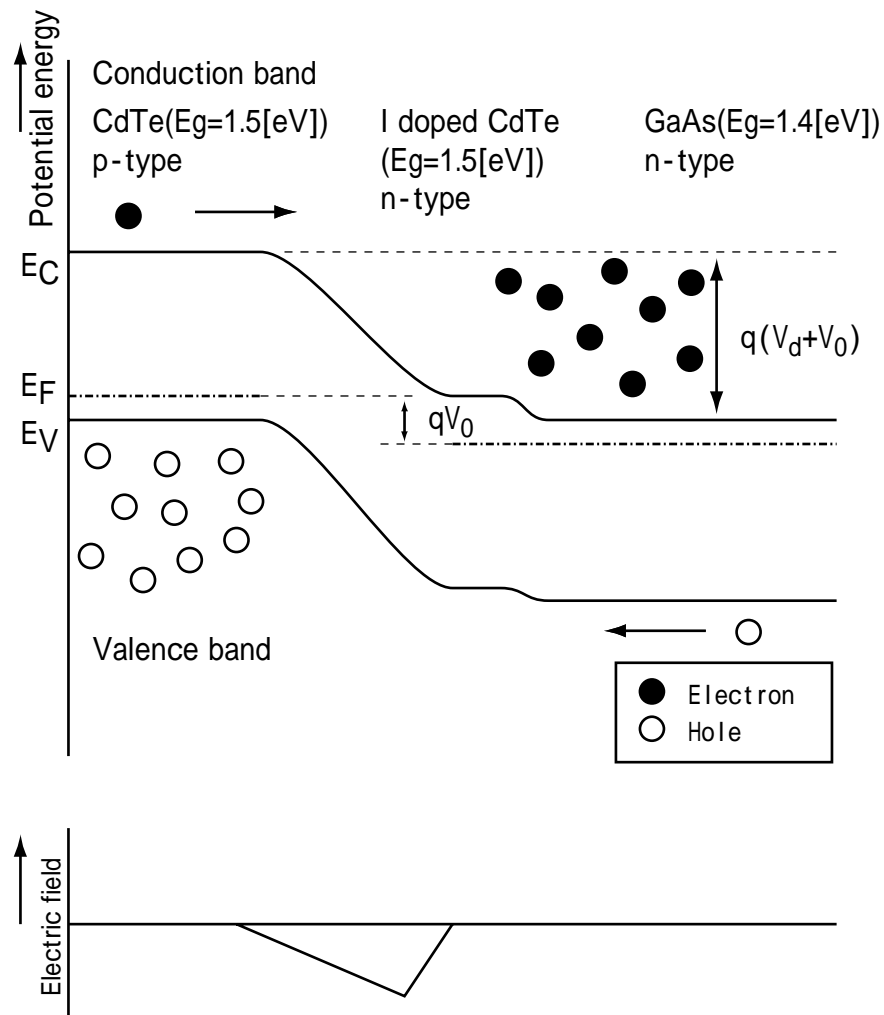 Potential energy
Conduction band
CdTe(Eg=1.5[eV])
p-type
I doped CdTe
(Eg=1.5[eV])
n-type
GaAs(Eg=1.4[eV])
n-type
EC
q(Vd+V0)
EF
qV0
EV
Valence band
Electron
Hole
Electric field